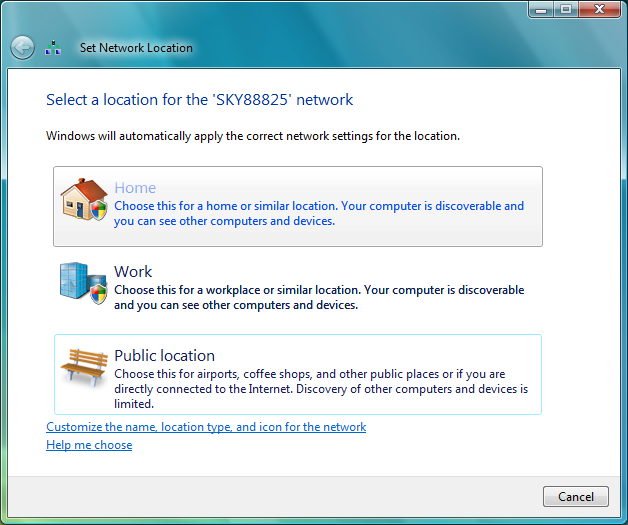 Set Network Location
Select a location for the 'SKY88825' network
Windows will automatically apply the correct network settings for the location.
Home
Choose this for a home or similar location. Your computer is discoverable and
you can see other computers and devices.
Work
Choose this for a workplace or similar location. Your computer is discoverable
and you can see other computers and devices.
Public location
Choose this for airports, coffee shops, and other public places or if you are
directly connected to the Internet. Discovery of other computers and devices is
limited.
Customize the name, location type, and icon for the network
Help me choose
Cancel